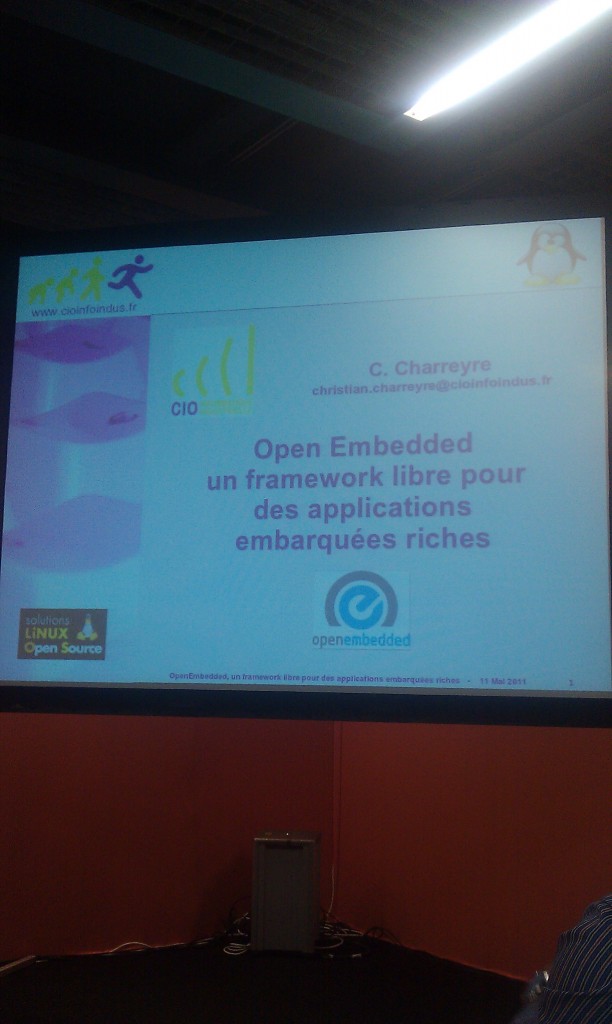 www.cioinfoindus.fr
CIO
C. Charreyre
christian.charreyre@cioinfoindus.fr
Open Embedded
un framework libre pour
des applications
embarquées riches
openembedded
solutions
LiNUX
Open Source
OpenEmbedded, un framework libre pour des applications embarquées riches - 11 Mai 2011 1